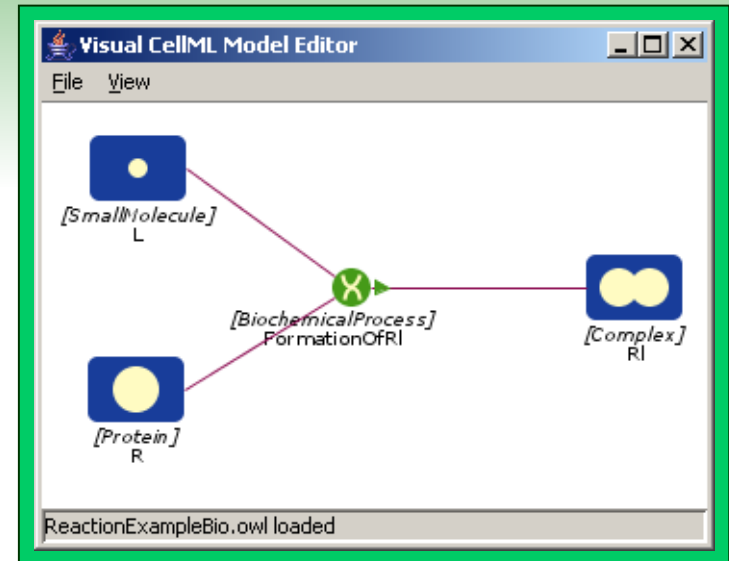 Visual CellML Model Editor
File View
[SmallMolecule]
L
[BiochemicalProcess]
FormationOfRl
[Complex]
Rl
[Protein]
R
ReactionExampleBio.owl loaded